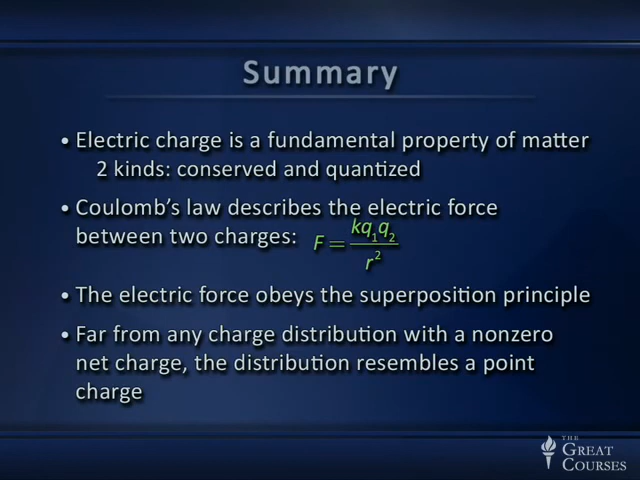 Summary
• Electric charge is a fundamental property of matter
2 kinds: conserved and quantized
• Coulomb's law describes the electric force
between two charges: F = kq₁q₂ / r²
• The electric force obeys the superposition principle
• Far from any charge distribution with a nonzero
net charge, the distribution resembles a point
charge
THE
GREAT
COURSES